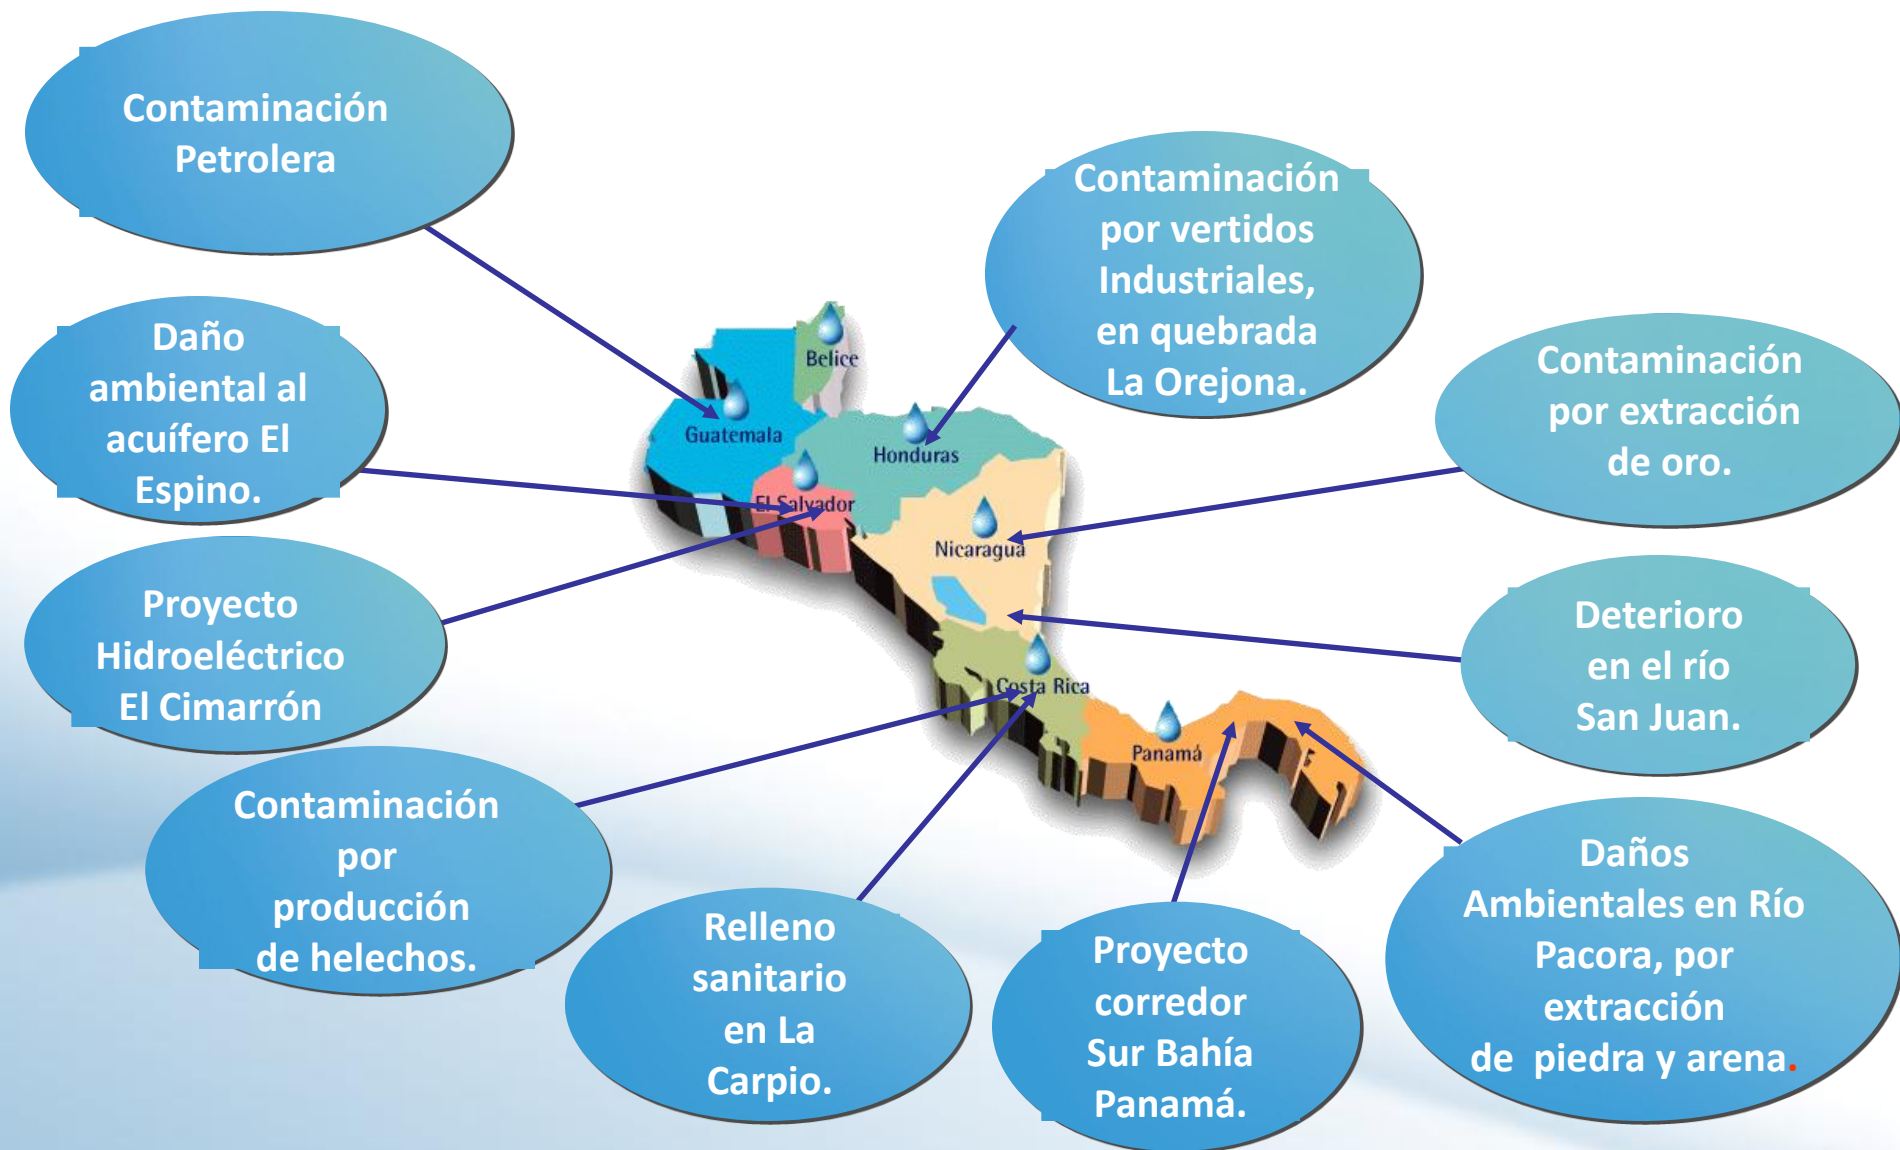 Contaminación
Petrolera
Contaminación
por vertidos
Industriales,
en quebrada
La Orejona.
Daño
ambiental al
acuífero El
Espino.
Contaminación
por extracción
de oro.
Belice
Guatemala
Honduras
El Salvador
Nicaragua
Costa Rica
Panamá
Proyecto
Hidroeléctrico
El Cimarrón
Deterioro
en el río
San Juan.
Contaminación
por
producción
de helechos.
Relleno
sanitario
en La
Carpio.
Proyecto
corredor
Sur Bahía
Panamá.
Daños
Ambientales en Río
Pacora, por
extracción
de piedra y arena.